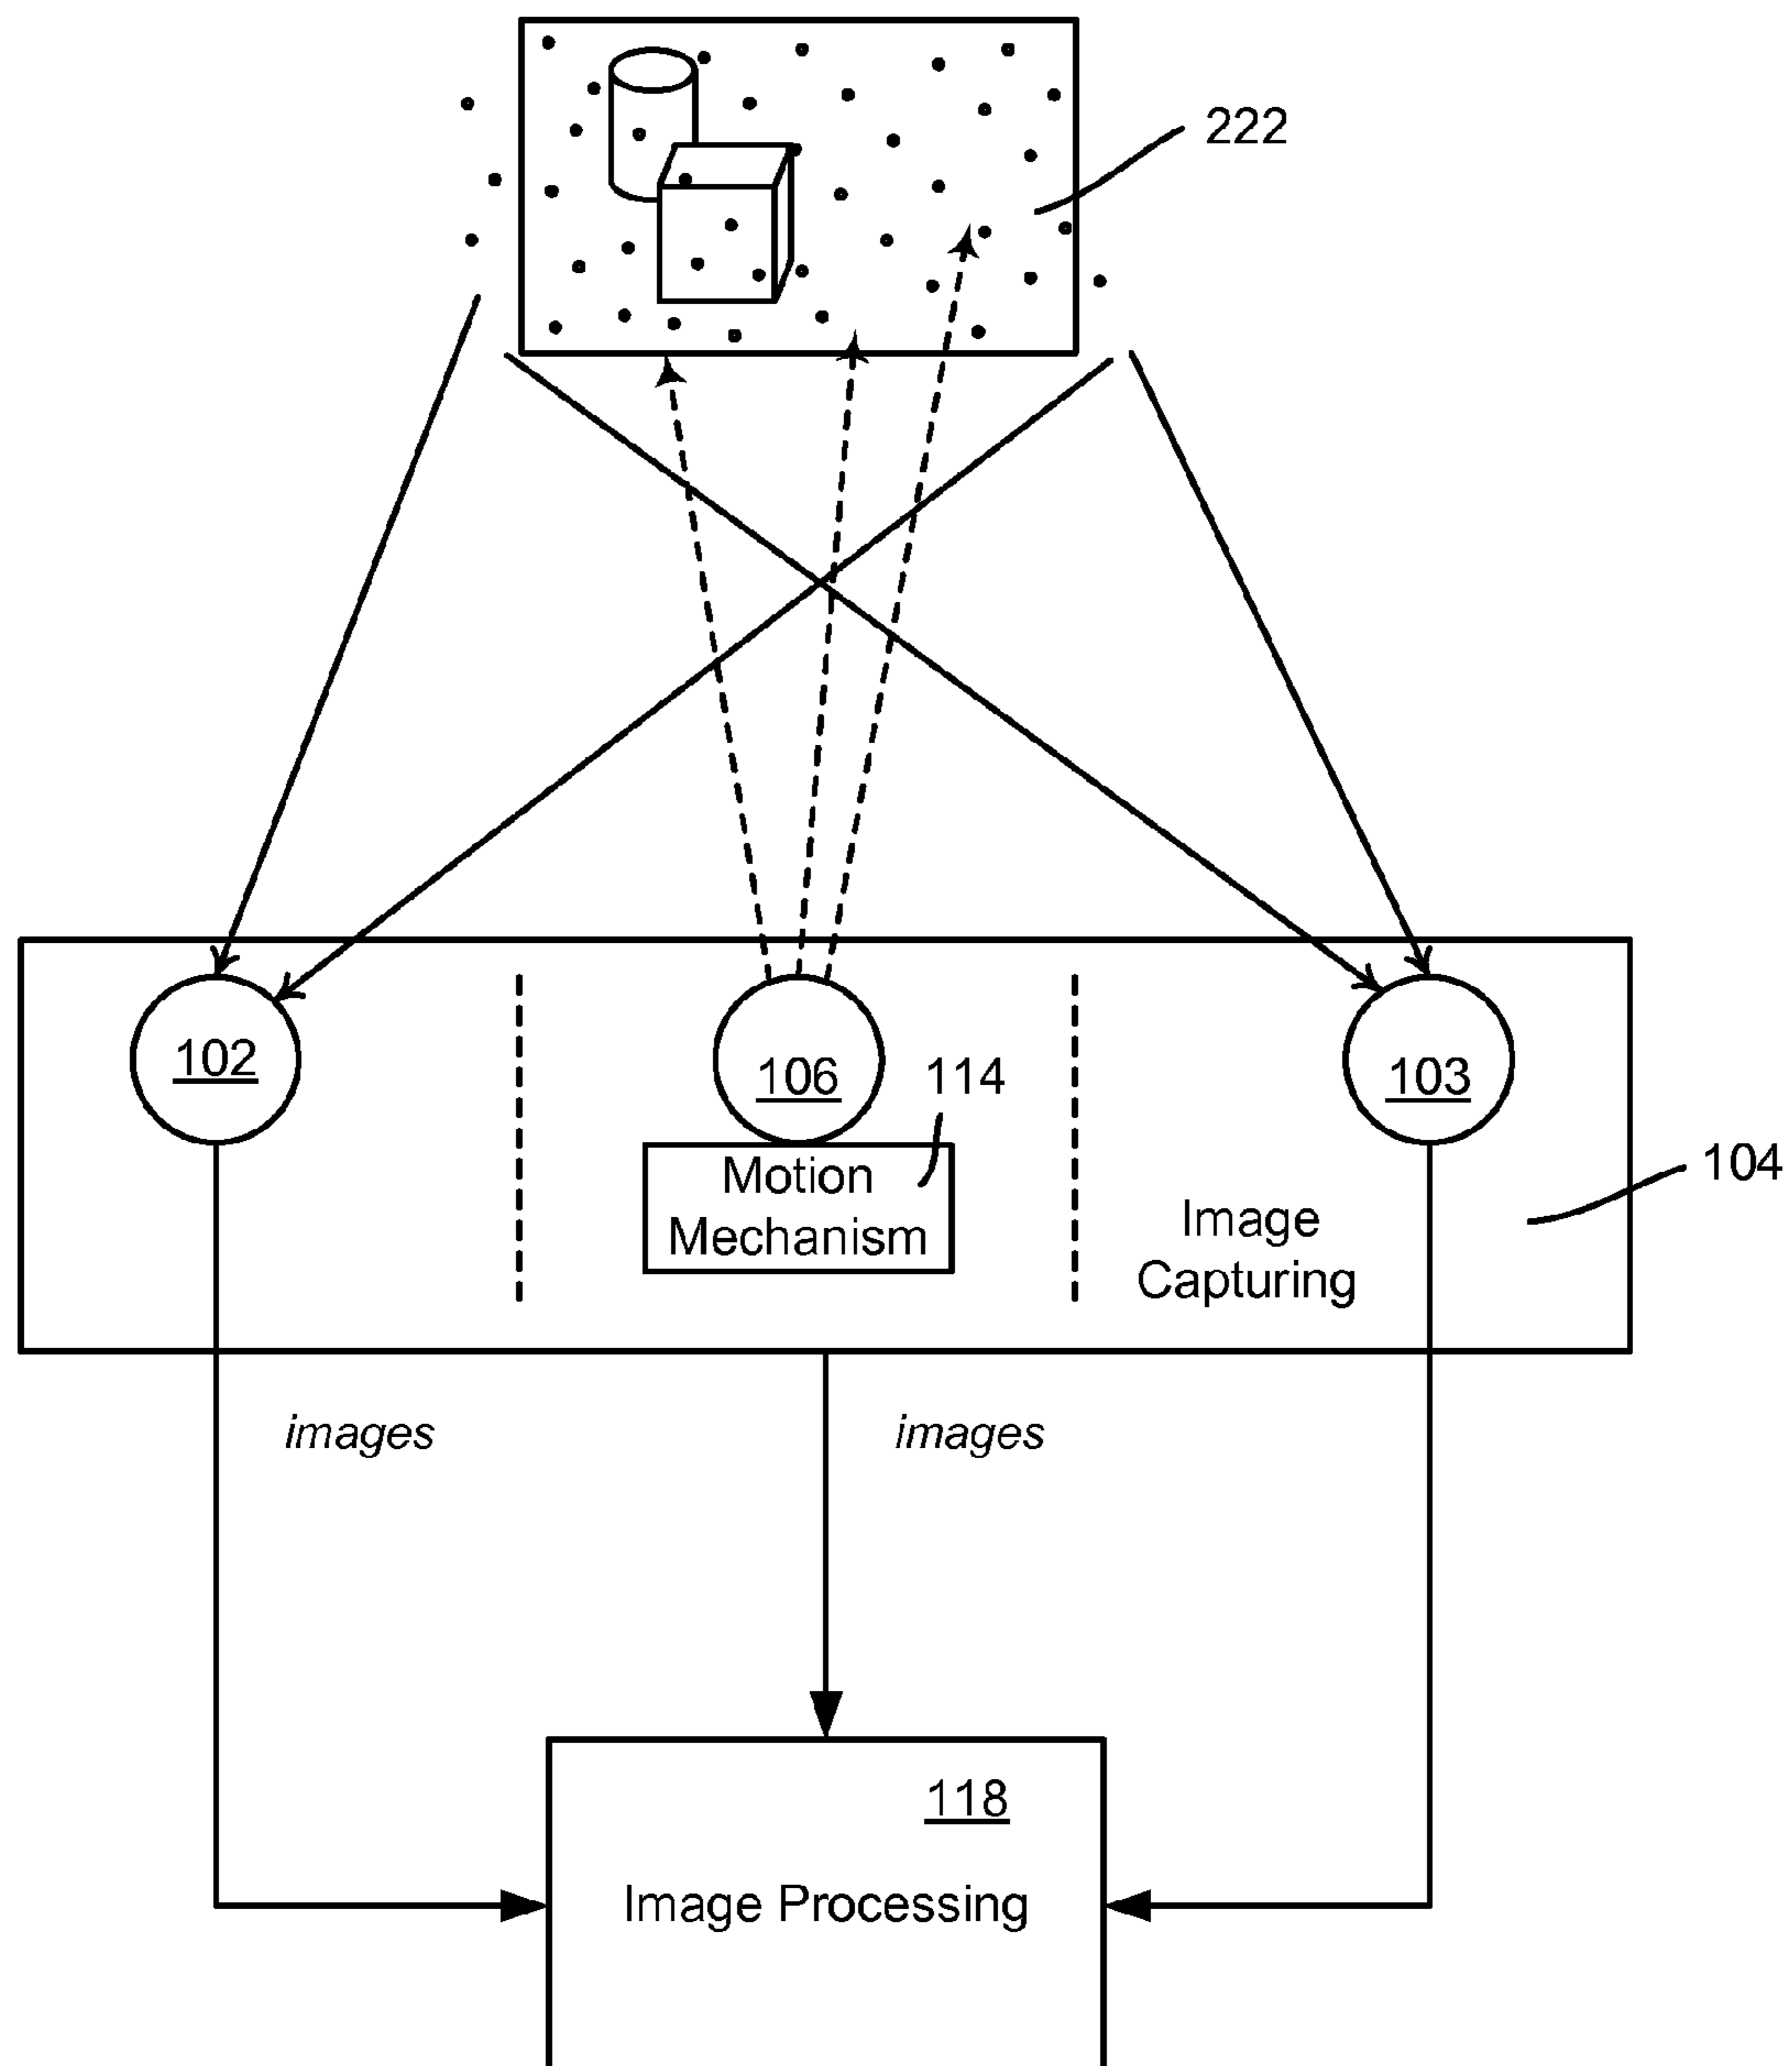 222
102
106
114
103
Motion
Mechanism
Image
Capturing
104
images
images
118
Image Processing